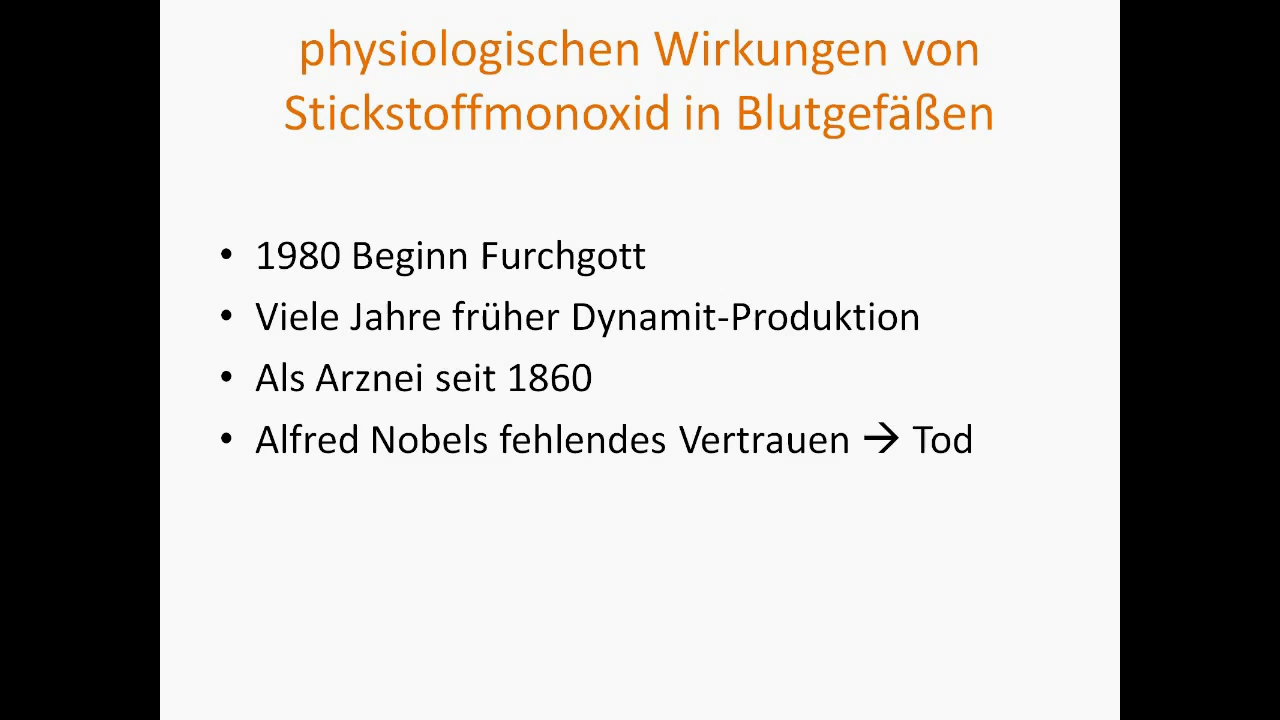 physiologischen Wirkungen von
Stickstoffmonoxid in Blutgefäßen
• 1980 Beginn Furchgott
• Viele Jahre früher Dynamit-Produktion
• Als Arznei seit 1860
• Alfred Nobels fehlendes Vertrauen → Tod